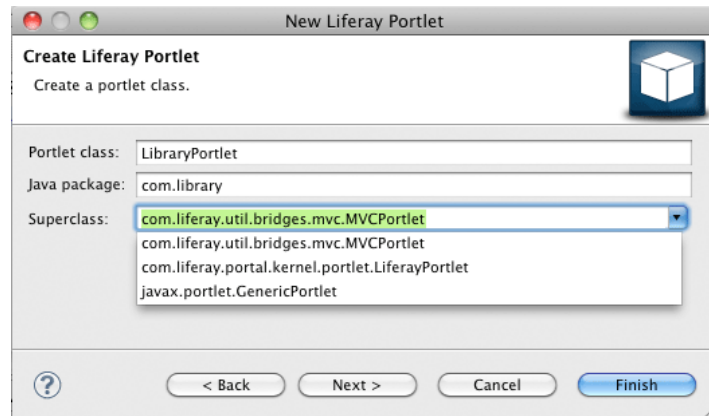 New Liferay Portlet
Create Liferay Portlet
Create a portlet class.
Portlet class: LibraryPortlet
Java package: com.library
Superclass: com.liferay.util.bridges.mvc.MVCPortlet
com.liferay.util.bridges.mvc.MVCPortlet
com.liferay.portal.kernel.portlet.LiferayPortlet
javax.portlet.GenericPortlet
? < Back Next > Cancel Finish